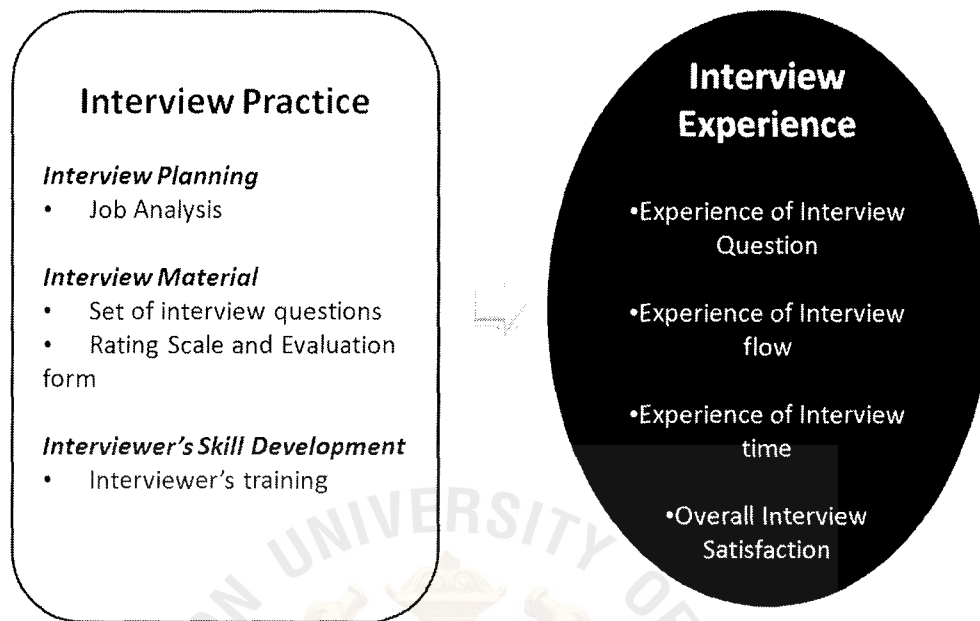 Interview Practice
Interview Planning
• Job Analysis
Interview Material
• Set of interview questions
• Rating Scale and Evaluation
form
Interviewer's Skill Development
• Interviewer's training
Interview
Experience
•Experience of Interview
Question
•Experience of Interview
flow
•Experience of Interview
time
•Overall Interview
Satisfaction
UNIVERSITY OF